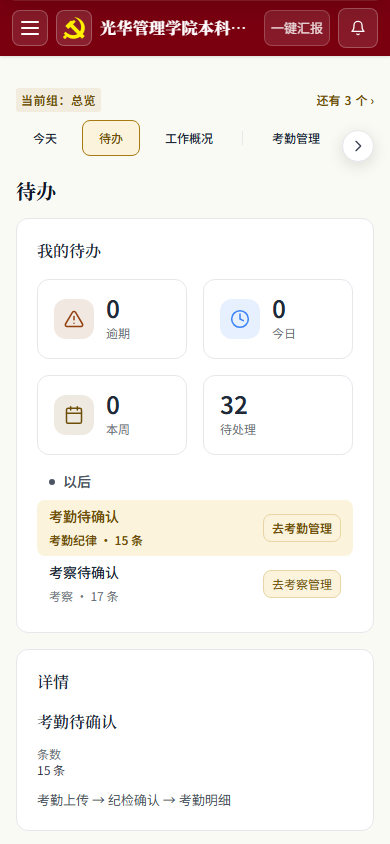 光华管理学院本科…
一键汇报
当前组：总览
还有 3 个 ›
今天
待办
工作概况
考勤管理
待办
我的待办
0
逾期
0
今日
0
本周
32
待处理
• 以后
考勤待确认
考勤纪律 • 15 条
去考勤管理
考察待确认
考察 • 17 条
去考察管理
详情
考勤待确认
条数
15 条
考勤上传 → 纪检确认 → 考勤明细